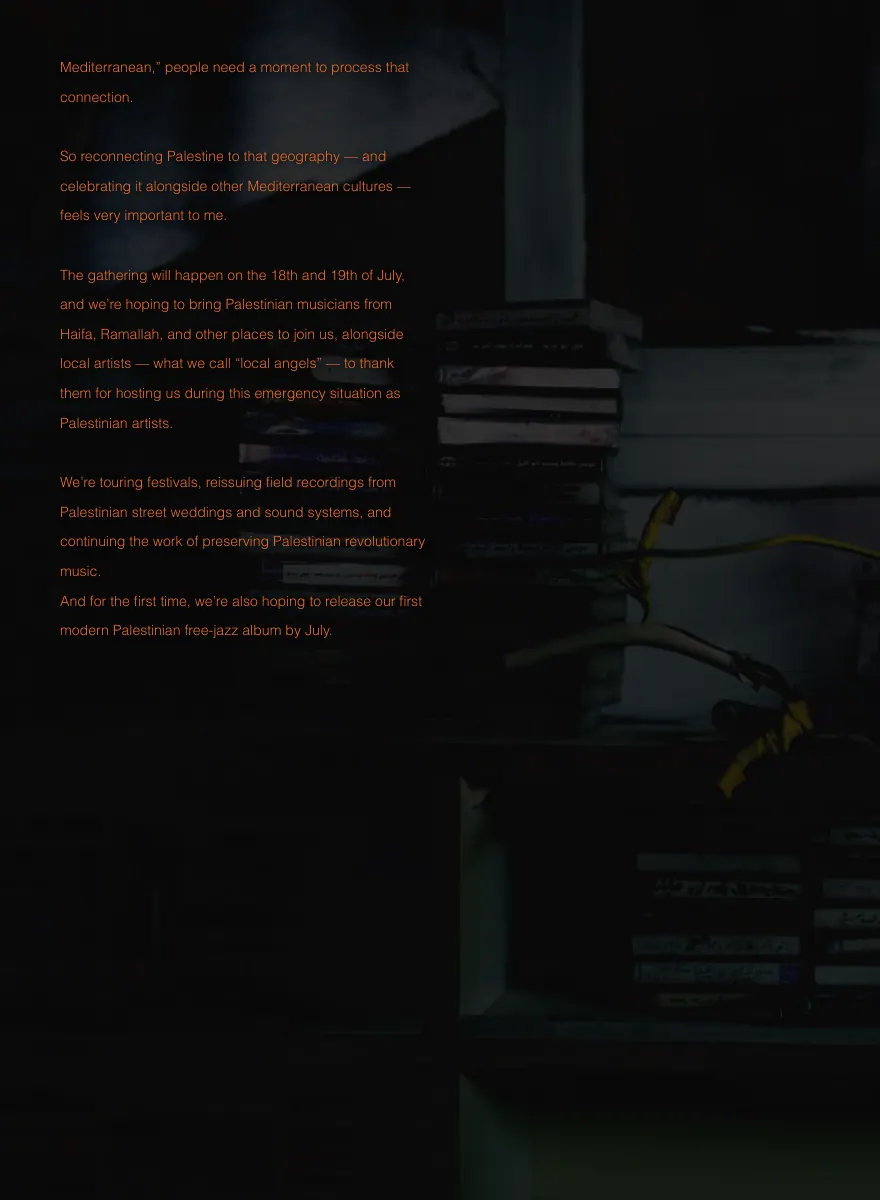 Mediterranean,” people need a moment to process that
connection.
So reconnecting Palestine to that geography — and
celebrating it alongside other Mediterranean cultures —
feels very important to me.
The gathering will happen on the 18th and 19th of July,
and we’re hoping to bring Palestinian musicians from
Haifa, Ramallah, and other places to join us, alongside
local artists — what we call “local angels” — to thank
them for hosting us during this emergency situation as
Palestinian artists.
We’re touring festivals, reissuing field recordings from
Palestinian street weddings and sound systems, and
continuing the work of preserving Palestinian revolutionary
music.
And for the first time, we’re also hoping to release our first
modern Palestinian free-jazz album by July.